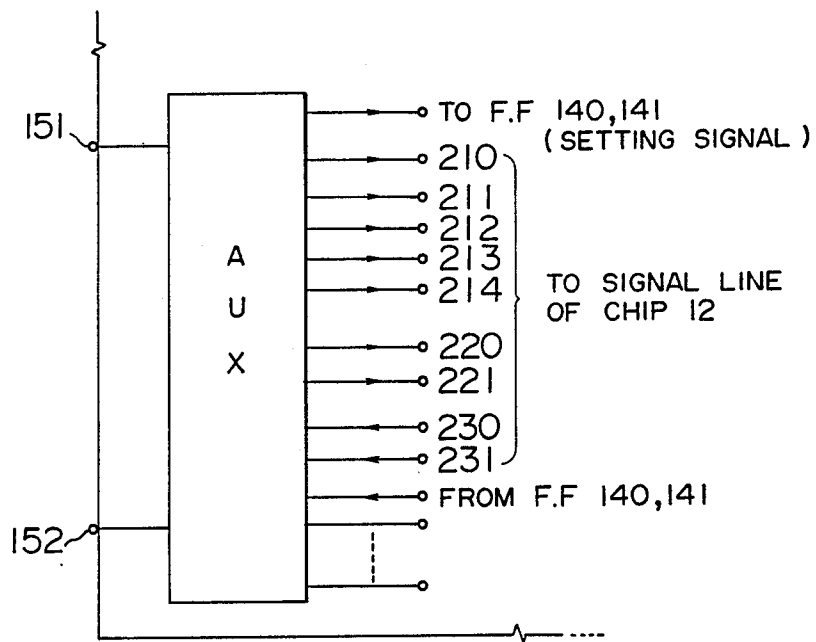 TO F.F 140,141
(SETTING SIGNAL)
151
210
211
212
213
214
A
U
X
TO SIGNAL LINE
OF CHIP 12
220
221
230
231
FROM F.F 140,141
152